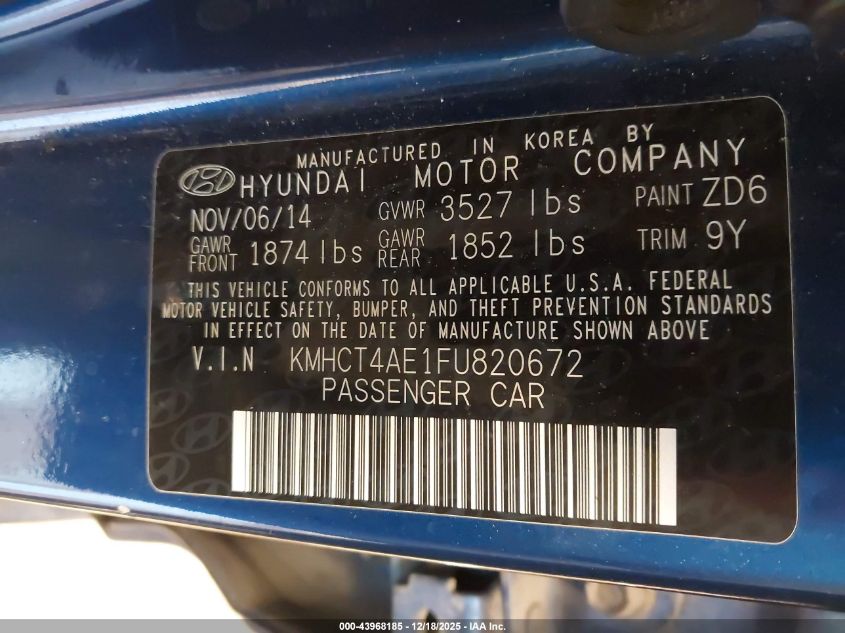 MANUFACTURED IN KOREA BY
HYUNDAI MOTOR COMPANY
NOV/06/14 GVWR 3527 lbs PAINT ZD6
GAWR FRONT 1874 lbs GAWR REAR 1852 lbs TRIM 9Y
THIS VEHICLE CONFORMS TO ALL APPLICABLE U.S.A. FEDERAL
MOTOR VEHICLE SAFETY, BUMPER, AND THEFT PREVENTION STANDARDS
IN EFFECT ON THE DATE OF MANUFACTURE SHOWN ABOVE
V.I.N KMHCT4AE1FU820672
PASSENGER CAR
000-43968185 - 12/18/2025 - IAA Inc.